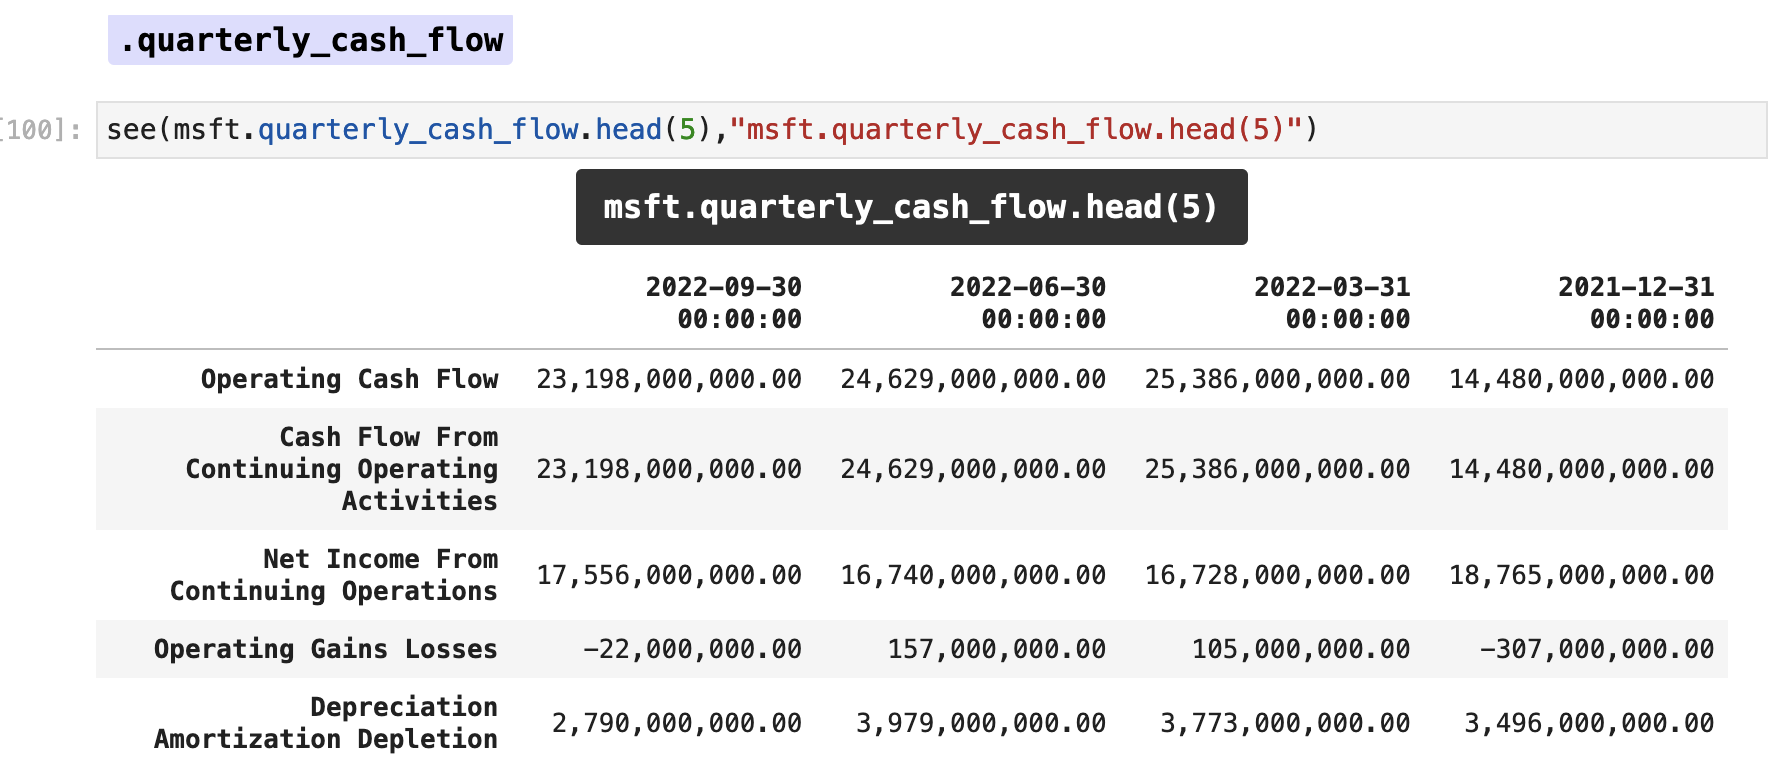 .quarterly_cash_flow
[100]: see(msft.quarterly_cash_flow.head(5),"msft.quarterly_cash_flow.head(5)")
msft.quarterly_cash_flow.head(5)
2022-09-30 2022-06-30 2022-03-31 2021-12-31
00:00:00 00:00:00 00:00:00 00:00:00
Operating Cash Flow 23,198,000,000.00 24,629,000,000.00 25,386,000,000.00 14,480,000,000.00
Cash Flow From
Continuing Operating 23,198,000,000.00 24,629,000,000.00 25,386,000,000.00 14,480,000,000.00
Activities
Net Income From
Continuing Operations 17,556,000,000.00 16,740,000,000.00 16,728,000,000.00 18,765,000,000.00
Operating Gains Losses -22,000,000.00 157,000,000.00 105,000,000.00 -307,000,000.00
Depreciation
Amortization Depletion 2,790,000,000.00 3,979,000,000.00 3,773,000,000.00 3,496,000,000.00